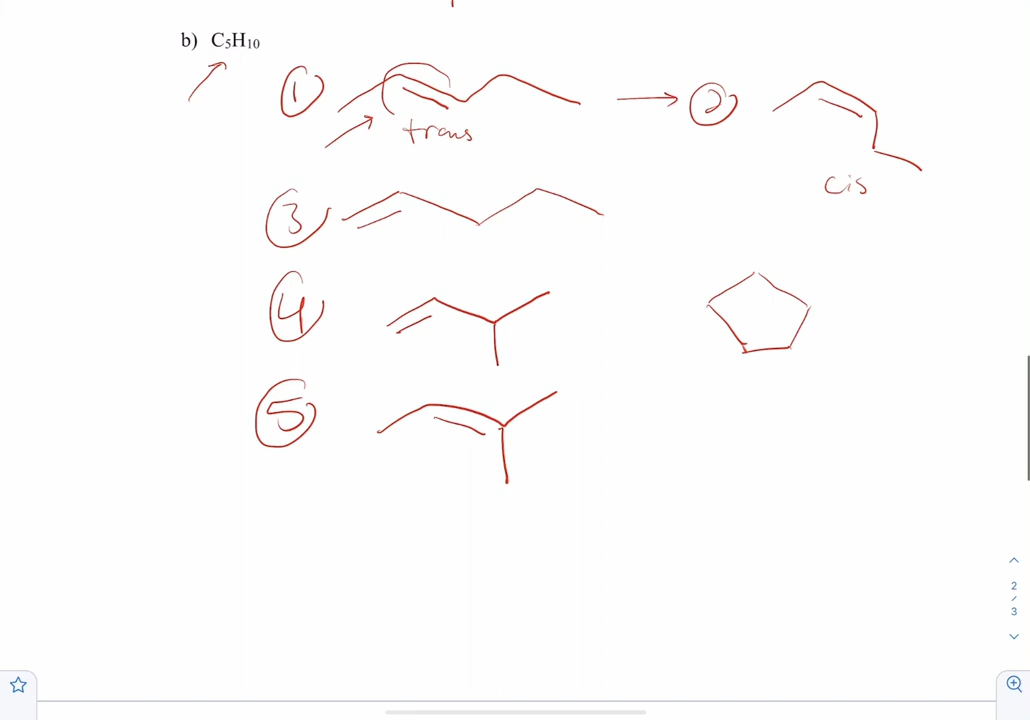 b) C₅H₁₀
① → ②
trans
cis
③
④
⑤
2
/
3